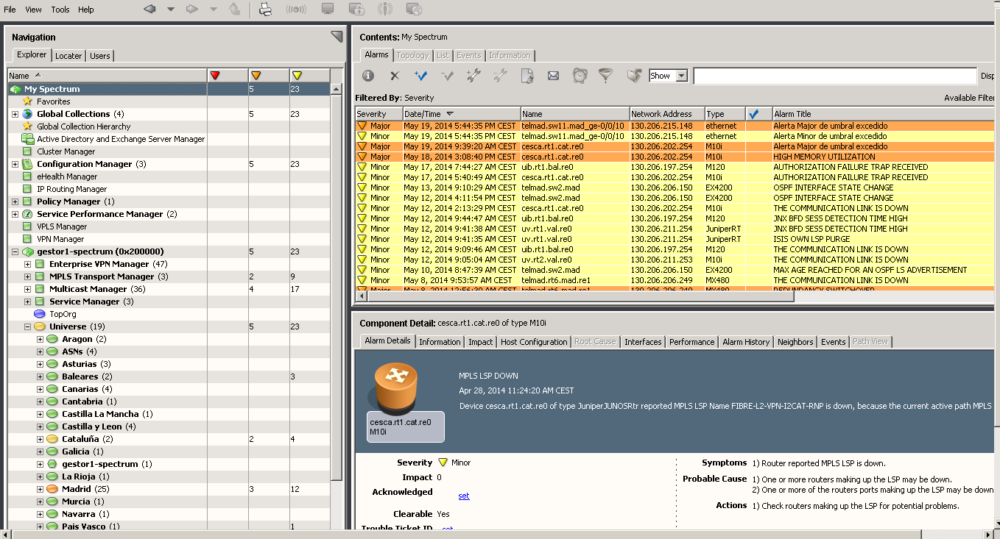 File View Tools Help
Navigation
Explorer Locater Users
Name
My Spectrum 5 23
Favorites
Global Collections (4) 5 23
Global Collection Hierarchy
Active Directory and Exchange Server Manager
Cluster Manager
Configuration Manager (3) 5 23
eHealth Manager
IP Routing Manager
Policy Manager (1)
Service Performance Manager (2)
VPLS Manager
VPN Manager
gestor1-spectrum (0x200000) 5 23
Enterprise VPN Manager (47)
MPLS Transport Manager (3) 2 9
Multicast Manager (36) 4 17
Service Manager (3)
TopOrg
Universe (19) 5 23
Aragon (2)
ASNs (4)
Asturias (3)
Baleares (2) 3
Canarias (4)
Cantabria (1)
Castilla La Mancha (1)
Castilla y Leon (4)
Cataluña (2) 2 4
Galicia (1)
gestor1-spectrum (1)
La Rioja (1)
Madrid (25) 3 12
Murcia (1)
Navarra (1)
Pais Vasco (1) 1
Contents: My Spectrum
Alarms Topology List Events Information
Show Disp
Filtered By: Severity Available Filter
Severity Date/Time Name Network Address Type Alarm Title
Major May 19, 2014 5:44:35 PM CEST telmad.sw11.mad_ge-0/0/10 130.206.215.148 ethernet Alerta Major de umbral excedido
Minor May 19, 2014 5:44:35 PM CEST telmad.sw11.mad_ge-0/0/10 130.206.215.148 ethernet Alerta Minor de umbral excedido
Major May 19, 2014 9:39:20 AM CEST cesca.rt1.cat.re0 130.206.202.254 M10i Alerta Major de umbral excedido
Major May 18, 2014 3:08:40 PM CEST cesca.rt1.cat.re0 130.206.202.254 M10i HIGH MEMORY UTILIZATION
Minor May 17, 2014 7:44:27 AM CEST uib.rt1.bal.re0 130.206.197.254 M120 AUTHORIZATION FAILURE TRAP RECEIVED
Minor May 17, 2014 5:40:49 AM CEST cesca.rt1.cat.re0 130.206.202.254 M10i AUTHORIZATION FAILURE TRAP RECEIVED
Minor May 13, 2014 9:10:29 AM CEST telmad.sw2.mad 130.206.206.150 EX4200 OSPF INTERFACE STATE CHANGE
Minor May 12, 2014 4:11:54 PM CEST telmad.sw2.mad 130.206.206.150 EX4200 OSPF INTERFACE STATE CHANGE
Minor May 12, 2014 2:13:29 PM CEST cesca.rt1.cat.re0 130.206.202.254 M10i THE COMMUNICATION LINK IS DOWN
Minor May 12, 2014 9:44:47 AM CEST uib.rt1.bal.re0 130.206.197.254 M120 JNX BFD SESS DETECTION TIME HIGH
Minor May 12, 2014 9:41:38 AM CEST uv.rt1.val.re0 130.206.211.254 JuniperRT JNX BFD SESS DETECTION TIME HIGH
Minor May 12, 2014 9:41:35 AM CEST uv.rt1.val.re0 130.206.211.254 JuniperRT ISIS OWN LSP PURGE
Minor May 12, 2014 9:09:46 AM CEST uib.rt1.bal.re0 130.206.197.254 M120 THE COMMUNICATION LINK IS DOWN
Minor May 12, 2014 9:05:04 AM CEST uv.rt2.val.re0 130.206.211.253 M10i THE COMMUNICATION LINK IS DOWN
Minor May 10, 2014 8:47:39 AM CEST telmad.sw2.mad 130.206.206.150 EX4200 MAX AGE REACHED FOR AN OSPF LS ADVERTISEMENT
Minor May 8, 2014 9:53:57 AM CEST telmad.rt6.mad.re1 130.206.206.249 MX480 THE COMMUNICATION LINK IS DOWN
Major May 8, 2014 12:56:39 AM CEST telmad.rt6.mad.re1 130.206.206.249 MX480 REDUNDANCY SWITCHOVER
Component Detail: cesca.rt1.cat.re0 of type M10i
Alarm Details Information Impact Host Configuration Root Cause Interfaces Performance Alarm History Neighbors Events Path View
MPLS LSP DOWN
Apr 28, 2014 11:24:20 AM CEST
Device cesca.rt1.cat.re0 of type JuniperJUNOSRtr reported MPLS LSP Name FIBRE-L2-VPN-I2CAT-RNP is down, because the current active path MPLS
cesca.rt1.cat.re0
M10i
Severity Minor
Impact 0
Acknowledged set
Clearable Yes
Trouble Ticket ID set
Symptoms 1) Router reported MPLS LSP is down.
Probable Cause 1) One or more routers making up the LSP may be down.
2) One or more of the routers ports making up the LSP may be down
Actions 1) Check routers making up the LSP for potential problems.